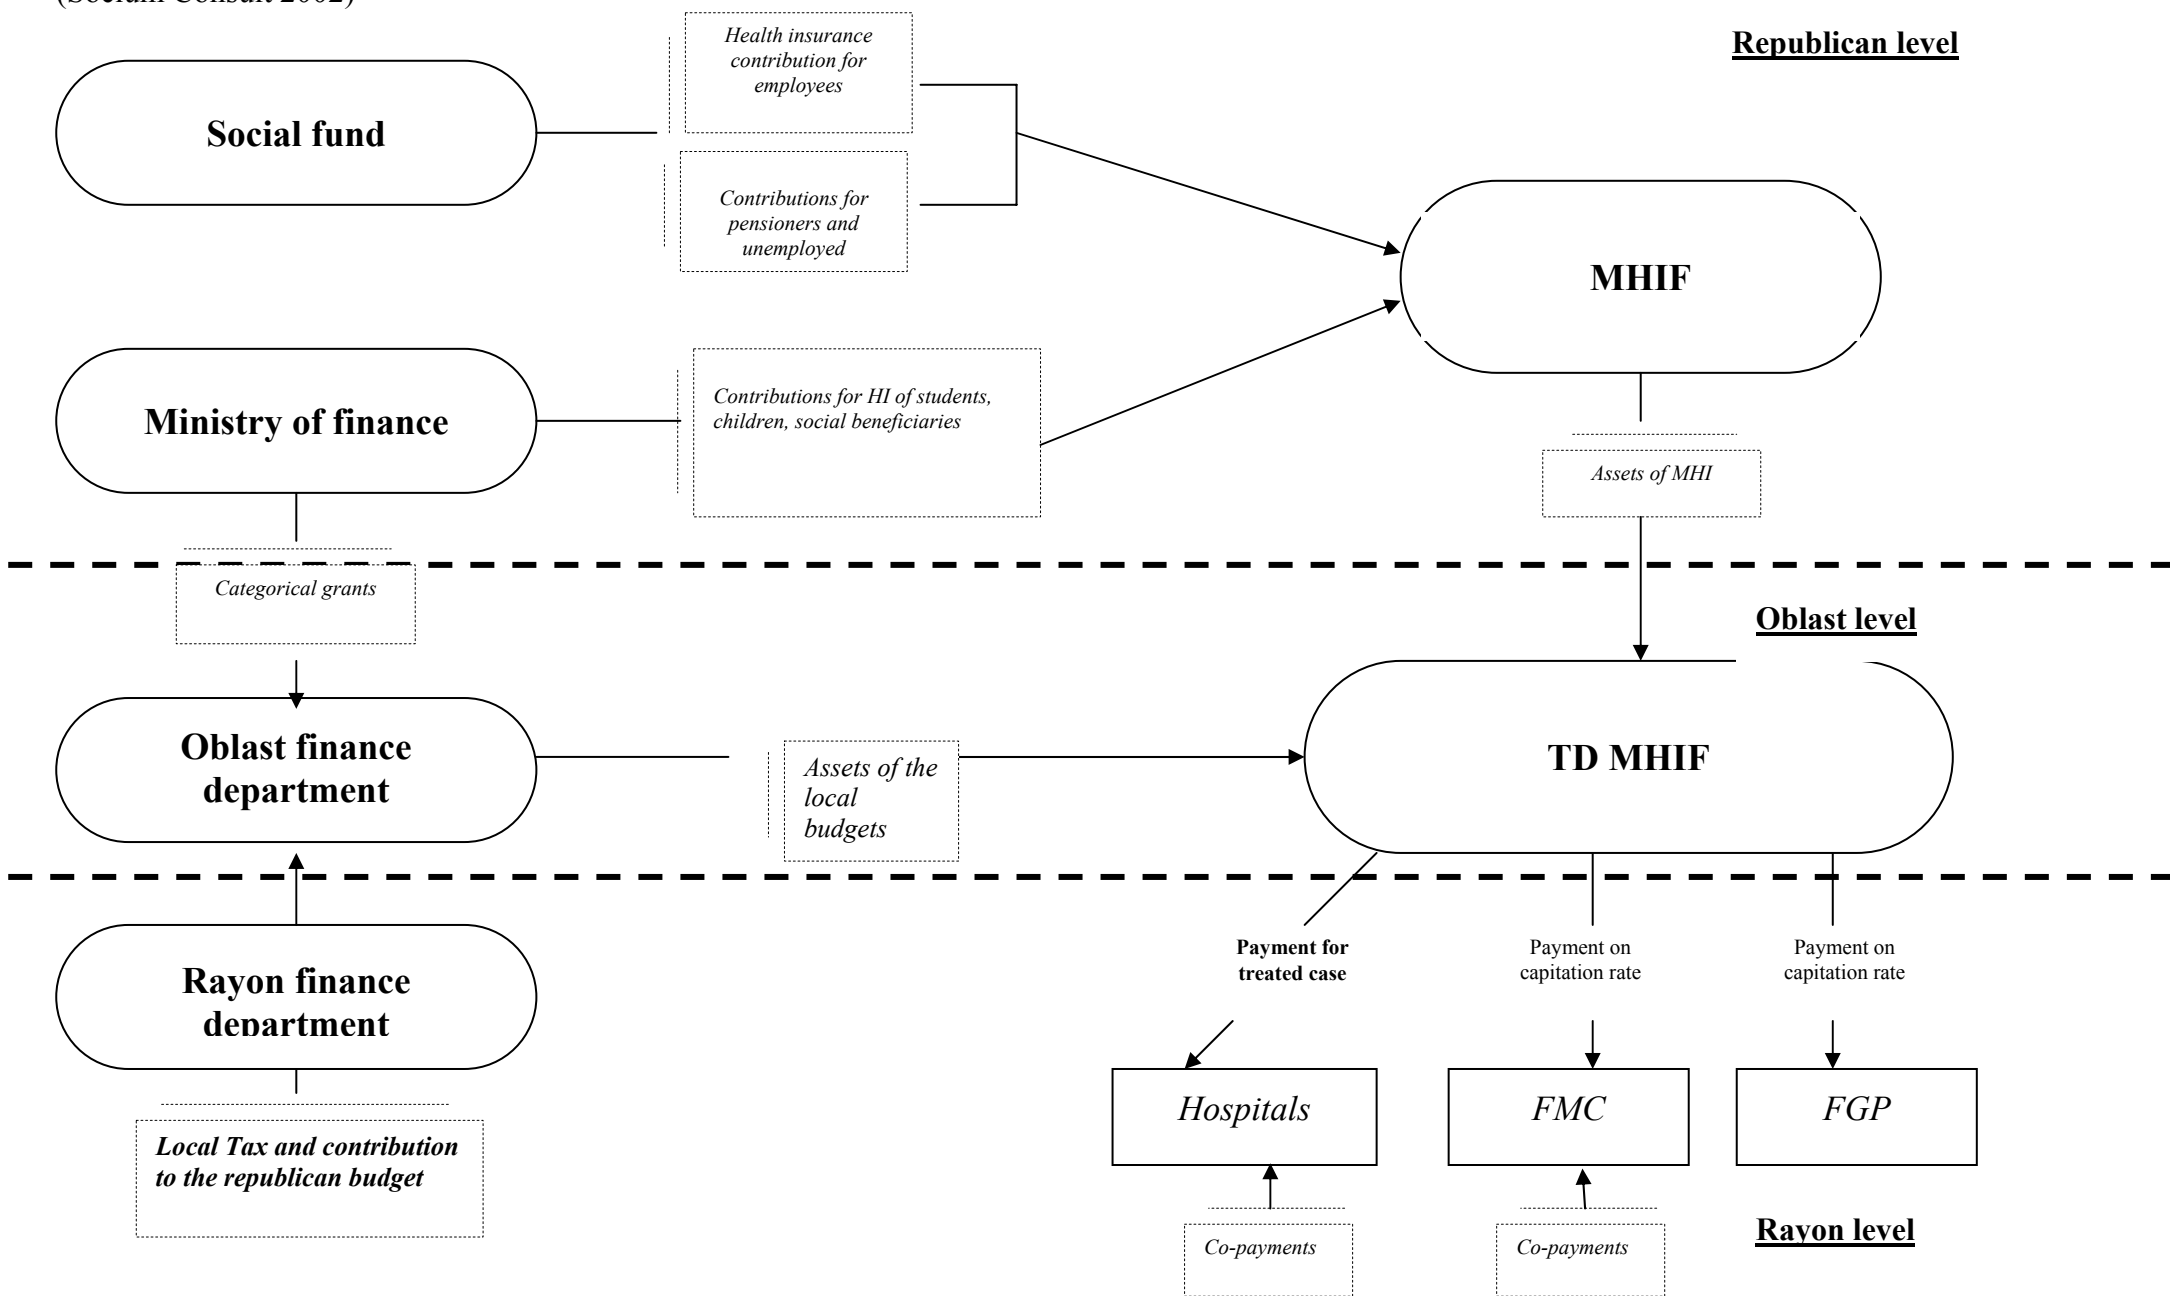 (Socium Consult 2002)
Health insurance
contribution for
employees
Republican level
Social fund
Contributions for
pensioners and
unemployed
MHIF
Ministry of finance
Contributions for HI of students,
children, social beneficiaries
Assets of MHI
Categorical grants
Oblast level
Oblast finance
department
Assets of the
local
budgets
TD MHIF
Rayon finance
department
Payment for
treated case
Payment on
capitation rate
Payment on
capitation rate
Hospitals
FMC
FGP
Local Tax and contribution
to the republican budget
Co-payments
Co-payments
Rayon level